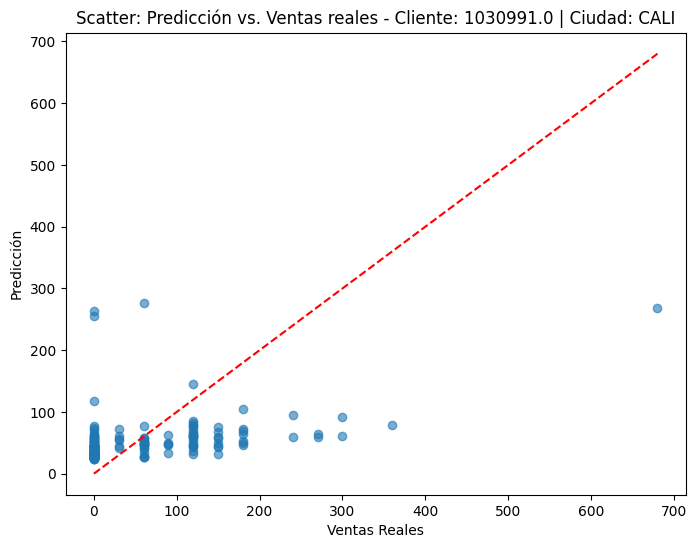 Scatter: Predicción vs. Ventas reales - Cliente: 1030991.0 | Ciudad: CALI
700
600
500
400
300
200
100
0
Predicción
0 100 200 300 400 500 600 700
Ventas Reales